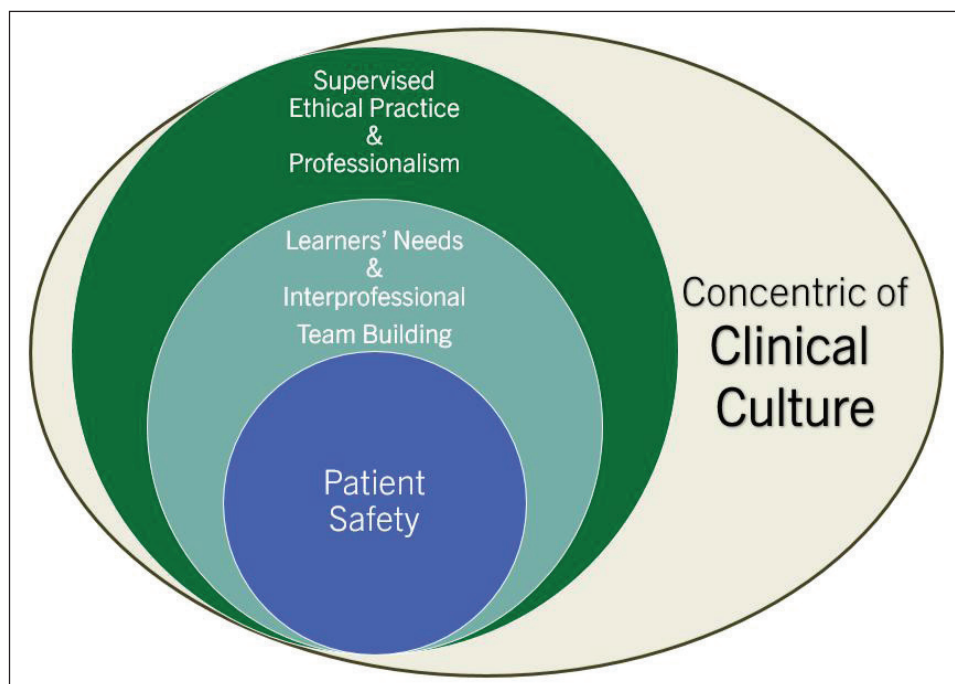 Supervised
Ethical Practice
&
Professionalism
Learners’ Needs
&
Interprofessional
Team Building
Patient
Safety
Concentric of
Clinical
Culture